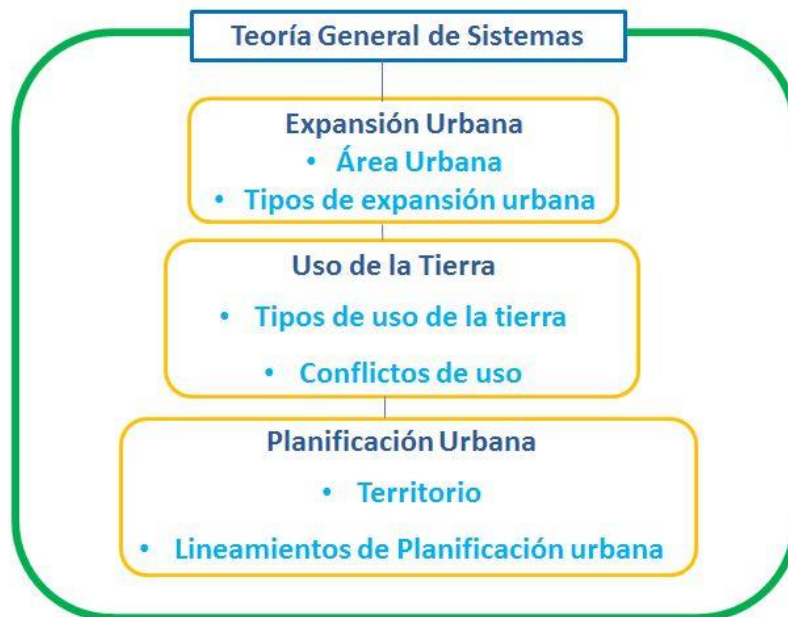 Teoría General de Sistemas
Expansión Urbana
• Área Urbana
• Tipos de expansión urbana
Uso de la Tierra
• Tipos de uso de la tierra
• Conflictos de uso
Planificación Urbana
• Territorio
• Lineamientos de Planificación urbana